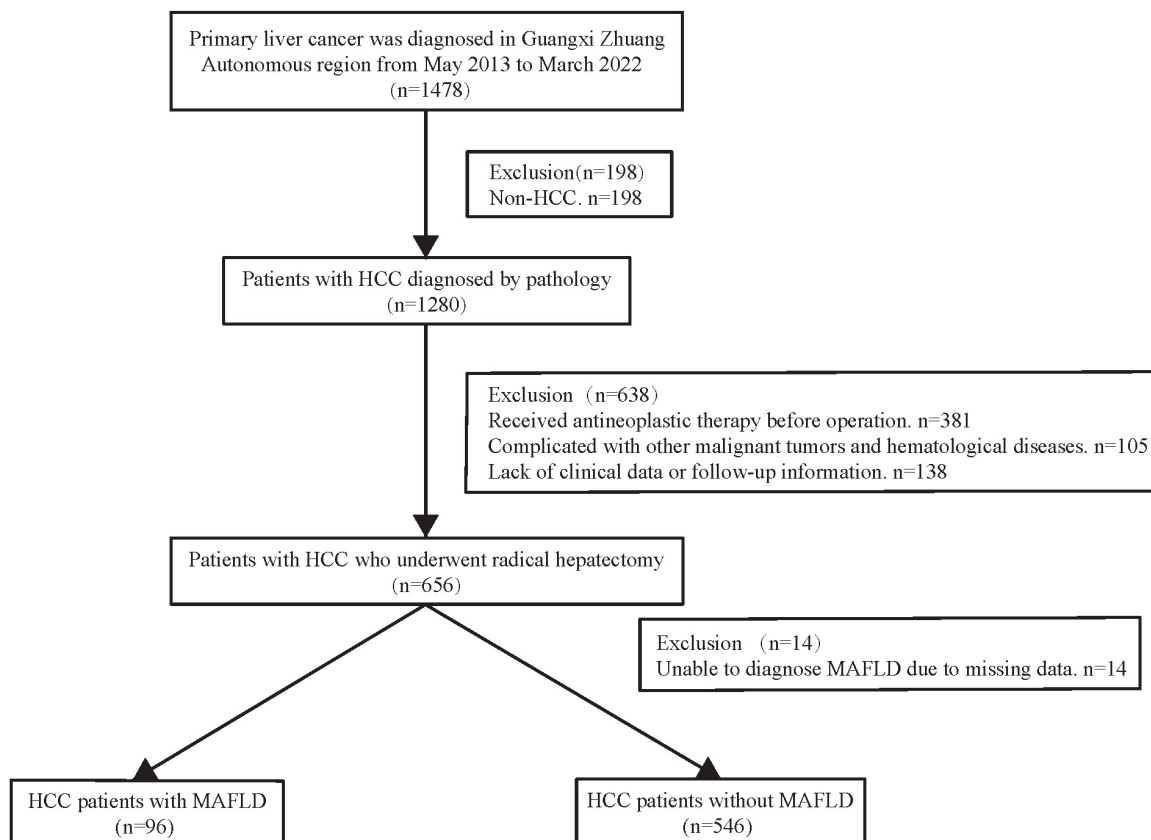 Primary liver cancer was diagnosed in Guangxi Zhuang
Autonomous region from May 2013 to March 2022
(n=1478)
Exclusion(n=198)
Non-HCC. n=198
Patients with HCC diagnosed by pathology
(n=1280)
Exclusion (n=638)
Received antineoplastic therapy before operation. n=381
Complicated with other malignant tumors and hematological diseases. n=105
Lack of clinical data or follow-up information. n=138
Patients with HCC who underwent radical hepatectomy
(n=656)
Exclusion (n=14)
Unable to diagnose MAFLD due to missing data. n=14
HCC patients with MAFLD
(n=96)
HCC patients without MAFLD
(n=546)